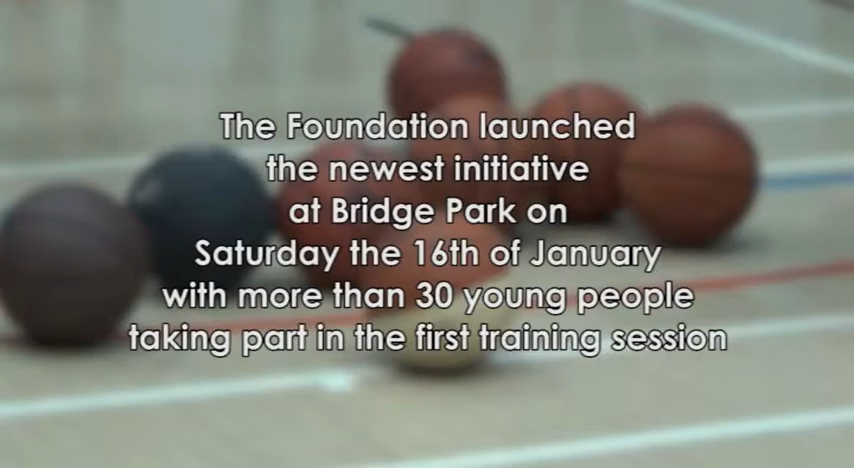 The Foundation launched
the newest initiative
at Bridge Park on
Saturday the 16th of January
with more than 30 young people
taking part in the first training session